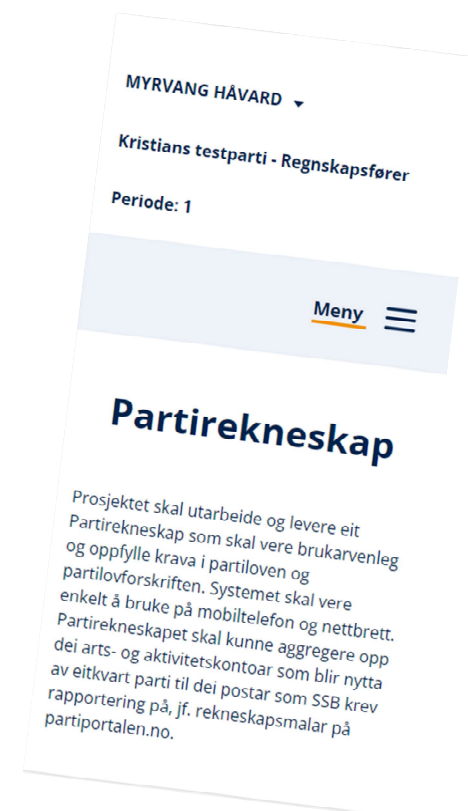 MYRVANG HÅVARD
Kristians testparti - Regnskapsfører
Periode: 1
Meny
Partirekneskap
Prosjektet skal utarbeide og levere eit
Partirekneskap som skal vere brukarvenleg
og oppfylle krava i partiloven og
partilovforskriften. Systemet skal vere
enkelt å bruke på mobiltelefon og nettbrett.
Partirekneskapet skal kunne aggregere opp
dei arts- og aktivitetskontoar som blir nytta
av eitkvart parti til dei postar som SSB krev
rapportering på, jf. rekneskapsmalar på
partiportalen.no.